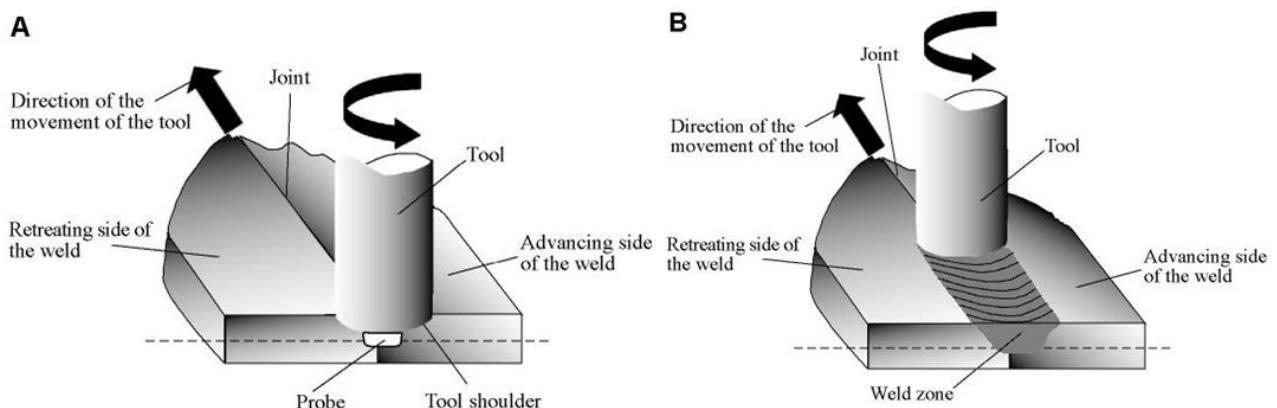 A
Joint
Direction of the
movement of the tool
Tool
Retreating side of
the weld
Advancing side
of the weld
Probe
Tool shoulder
B
Joint
Direction of the
movement of the tool
Tool
Retreating side of
the weld
Advancing side
of the weld
Weld zone